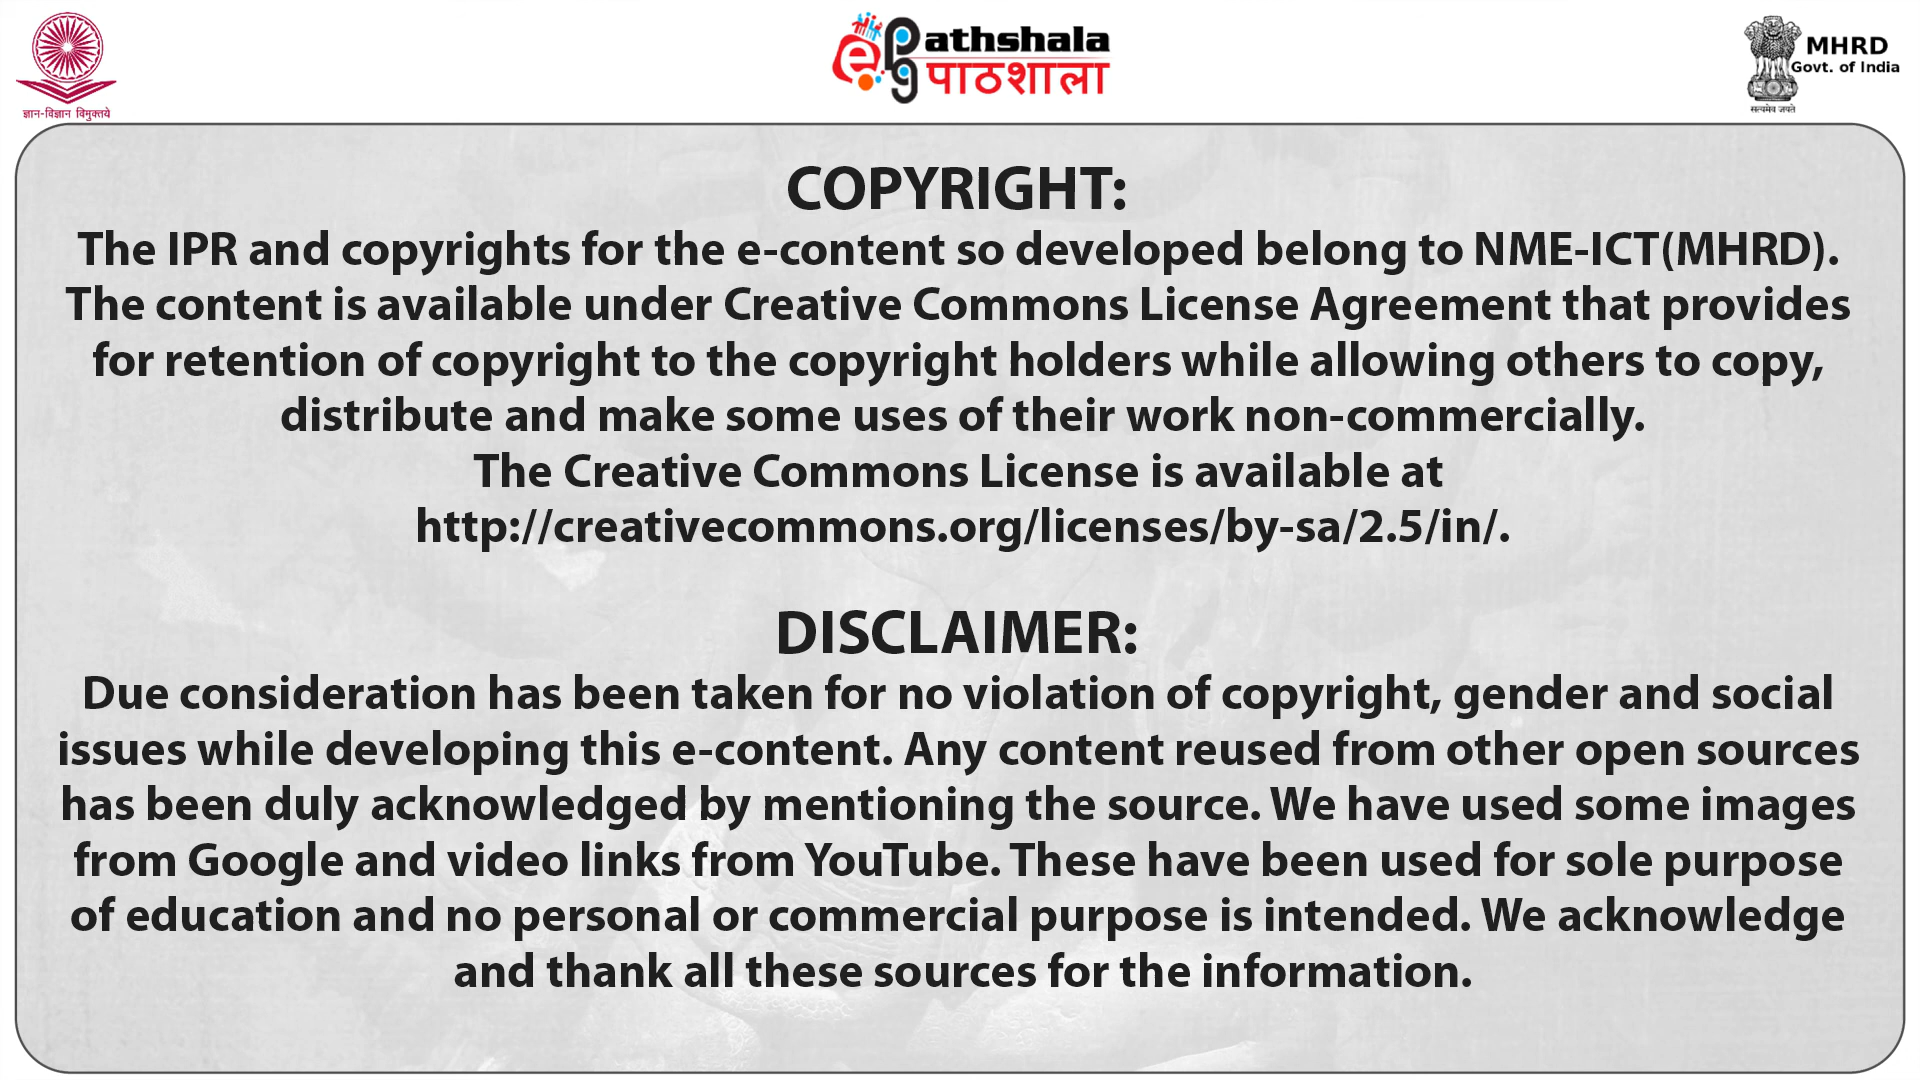 ज्ञान-विज्ञान विमुक्तये
e
Pathshala
पाठशाला
pg
सत्यमेव जयते
MHRD
Govt. of India
COPYRIGHT:
The IPR and copyrights for the e-content so developed belong to NME-ICT(MHRD).
The content is available under Creative Commons License Agreement that provides
for retention of copyright to the copyright holders while allowing others to copy,
distribute and make some uses of their work non-commercially.
The Creative Commons License is available at
http://creativecommons.org/licenses/by-sa/2.5/in/.
DISCLAIMER:
Due consideration has been taken for no violation of copyright, gender and social
issues while developing this e-content. Any content reused from other open sources
has been duly acknowledged by mentioning the source. We have used some images
from Google and video links from YouTube. These have been used for sole purpose
of education and no personal or commercial purpose is intended. We acknowledge
and thank all these sources for the information.